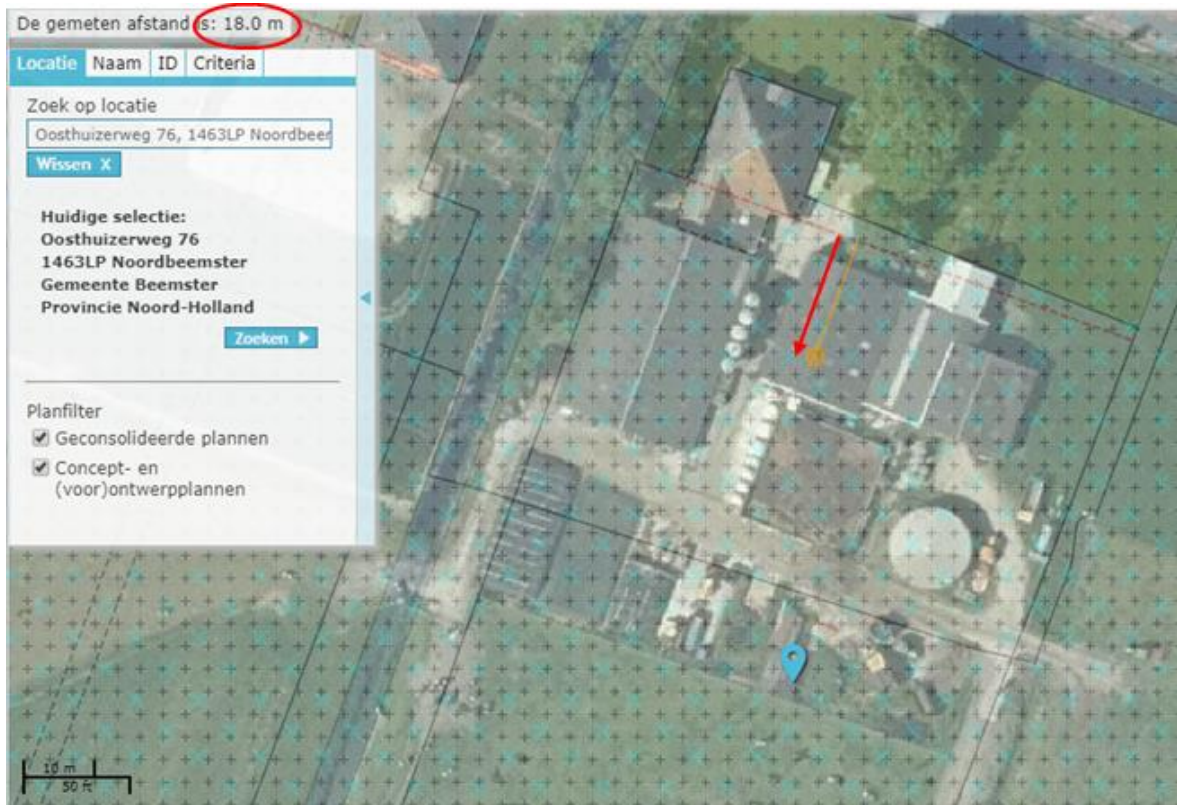 De gemeten afstand is: 18.0 m
Locatie Naam ID Criteria
Zoek op locatie
Oosthuizerweg 76, 1463LP Noordbeer
Wissen X
Huidige selectie:
Oosthuizerweg 76
1463LP Noordbeemster
Gemeente Beemster
Provincie Noord-Holland
Zoeken
Planfilter
Geconsolideerde plannen
Concept- en
(voor)ontwerpplannen
10 m
50 ft